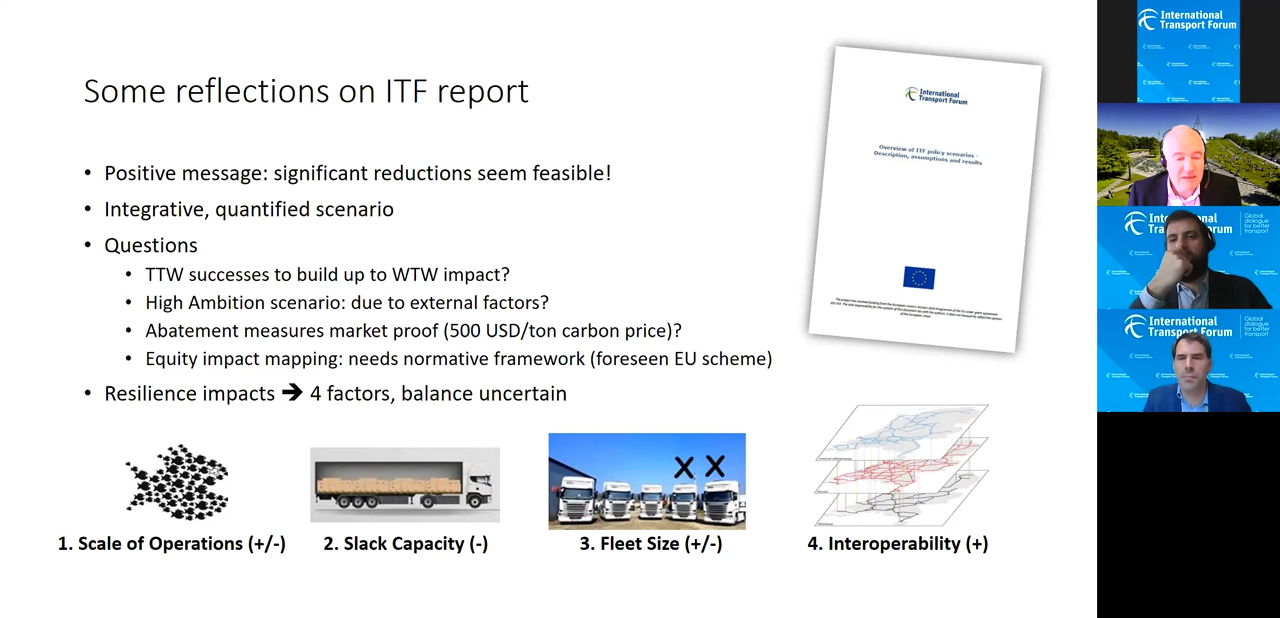 Some reflections on ITF report
• Positive message: significant reductions seem feasible!
• Integrative, quantified scenario
• Questions
• TTW successes to build up to WTW impact?
• High Ambition scenario: due to external factors?
• Abatement measures market proof (500 USD/ton carbon price)?
• Equity impact mapping: needs normative framework (foreseen EU scheme)
• Resilience impacts ➔ 4 factors, balance uncertain
1. Scale of Operations (+/-)
2. Slack Capacity (-)
3. Fleet Size (+/-)
4. Interoperability (+)
International
Transport Forum
Overview of ITF policy scenarios -
Description, assumptions and results
International
Transport Forum
International
Transport Forum
Global
dialogue
for better
transport
International
Transport Forum
Global
dialogue
for better
transport